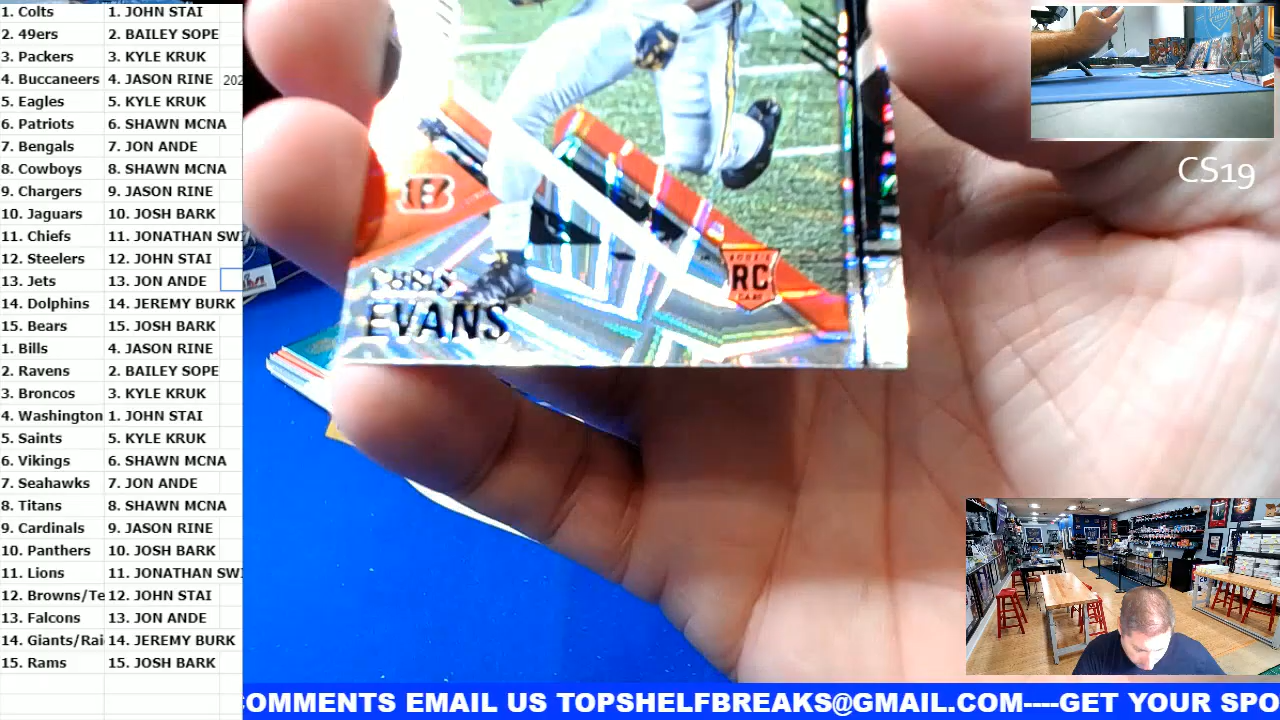 1. Colts 1. JOHN STAI
2. 49ers 2. BAILEY SOPE
3. Packers 3. KYLE KRUK
4. Buccaneers 4. JASON RINE 202
5. Eagles 5. KYLE KRUK
6. Patriots 6. SHAWN MCNA
7. Bengals 7. JON ANDE
8. Cowboys 8. SHAWN MCNA
9. Chargers 9. JASON RINE
10. Jaguars 10. JOSH BARK
11. Chiefs 11. JONATHAN SWI
12. Steelers 12. JOHN STAI
13. Jets 13. JON ANDE
14. Dolphins 14. JEREMY BURK
15. Bears 15. JOSH BARK
1. Bills 4. JASON RINE
2. Ravens 2. BAILEY SOPE
3. Broncos 3. KYLE KRUK
4. Washington 1. JOHN STAI
5. Saints 5. KYLE KRUK
6. Vikings 6. SHAWN MCNA
7. Seahawks 7. JON ANDE
8. Titans 8. SHAWN MCNA
9. Cardinals 9. JASON RINE
10. Panthers 10. JOSH BARK
11. Lions 11. JONATHAN SWI
12. Browns/Te 12. JOHN STAI
13. Falcons 13. JON ANDE
14. Giants/Rai 14. JEREMY BURK
15. Rams 15. JOSH BARK
CS19
B
ROOKIE
RC
CARD
CHRIS
EVANS
COMMENTS EMAIL US TOPSHELFBREAKS@GMAIL.COM----GET YOUR SPO